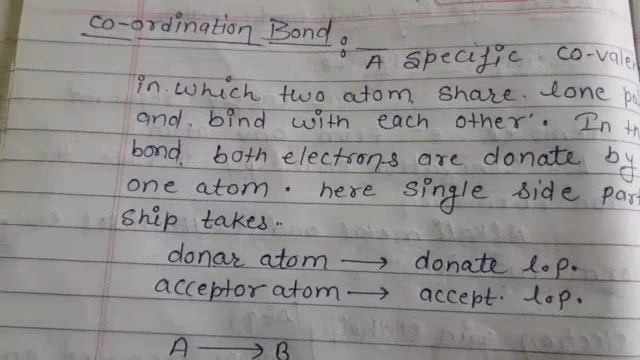 co-ordination Bond :- A specific co-valen
in which two atom share lone pa
and bind with each other. In th
bond, both electrons are donate by
one atom. here single side part
ship takes..
donar atom → donate l.p.
acceptor atom → accept. l.p.
A → B